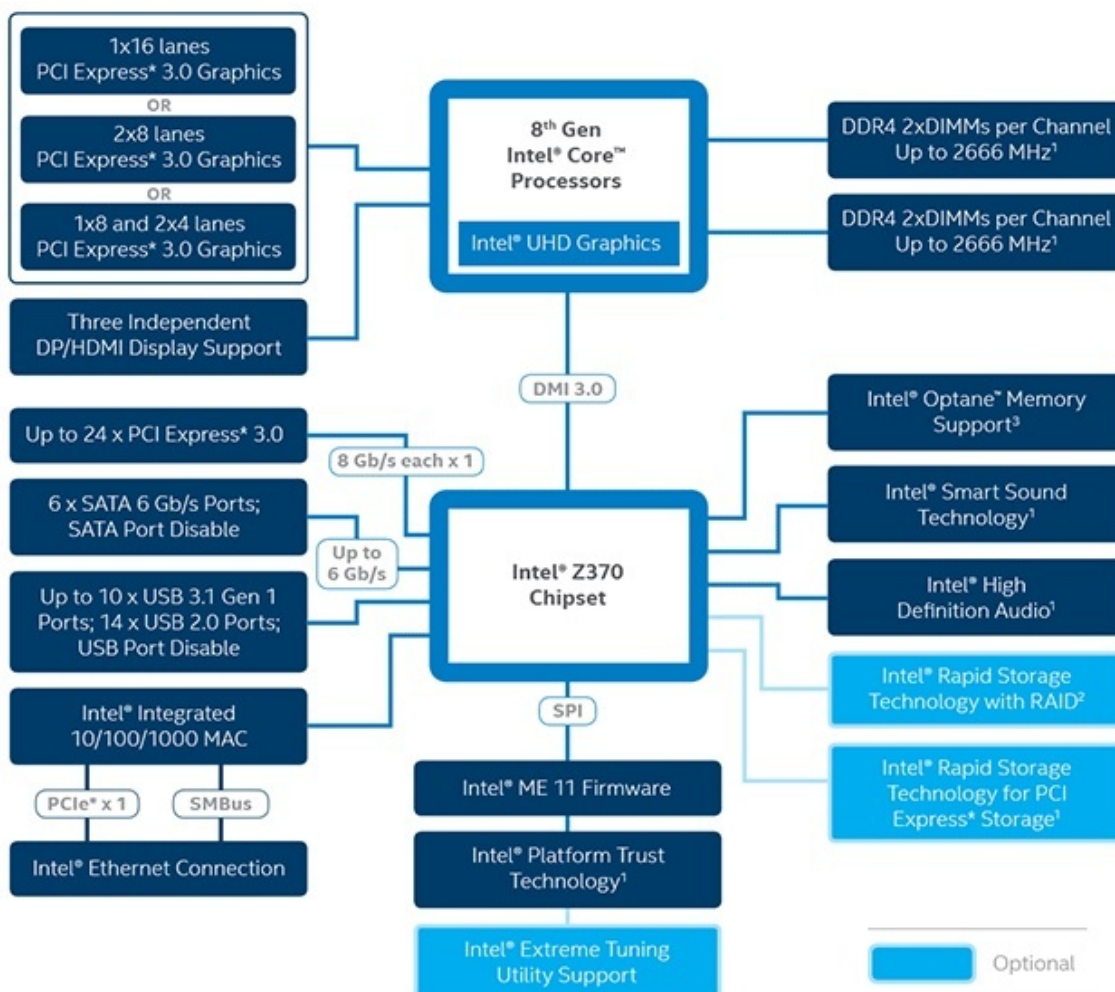 1x16 lanes
PCI Express* 3.0 Graphics
OR
2x8 lanes
PCI Express* 3.0 Graphics
OR
1x8 and 2x4 lanes
PCI Express* 3.0 Graphics
Three Independent
DP/HDMI Display Support
8th Gen
Intel® Core™
Processors
Intel® UHD Graphics
DDR4 2xDIMMs per Channel
Up to 2666 MHz¹
DDR4 2xDIMMs per Channel
Up to 2666 MHz¹
DMI 3.0
Up to 24 x PCI Express* 3.0
8 Gb/s each x 1
6 x SATA 6 Gb/s Ports;
SATA Port Disable
Up to
6 Gb/s
Up to 10 x USB 3.1 Gen 1
Ports; 14 x USB 2.0 Ports;
USB Port Disable
Intel® Integrated
10/100/1000 MAC
PCIe* x 1
SMBus
Intel® Ethernet Connection
Intel® Z370
Chipset
SPI
Intel® ME 11 Firmware
Intel® Platform Trust
Technology¹
Intel® Extreme Tuning
Utility Support
Intel® Optane™ Memory
Support³
Intel® Smart Sound
Technology¹
Intel® High
Definition Audio¹
Intel® Rapid Storage
Technology with RAID²
Intel® Rapid Storage
Technology for PCI
Express* Storage¹
Optional